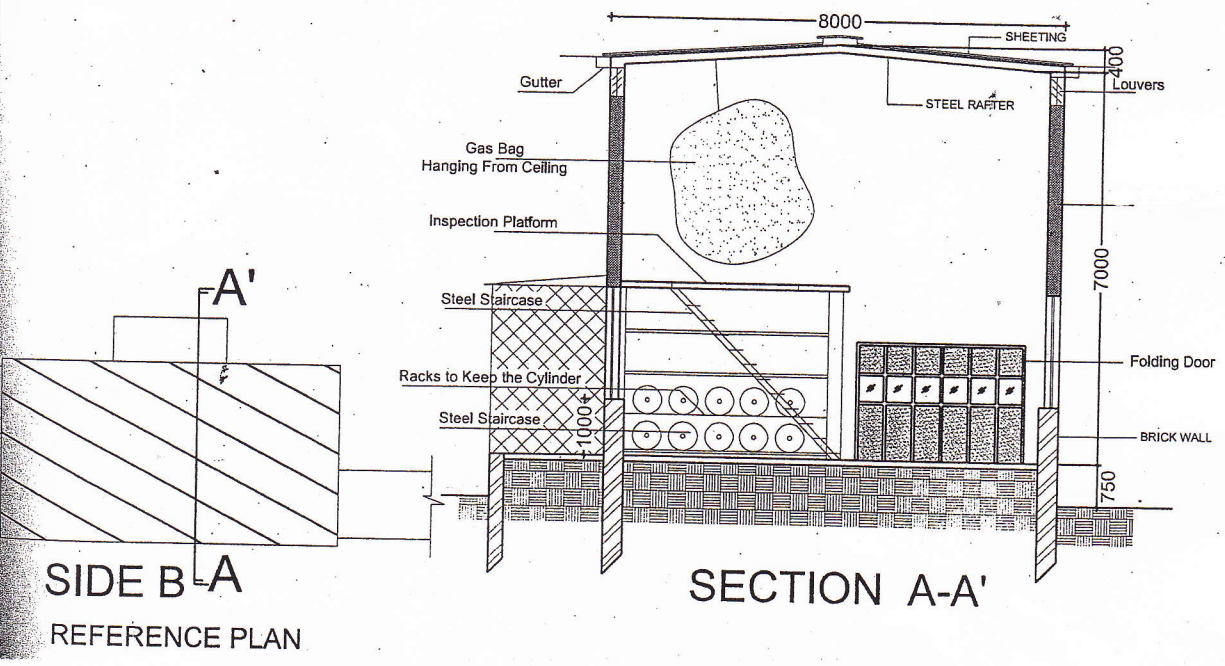 8000
SHEETING
400
Gutter
Louvers
STEEL RAFTER
Gas Bag
Hanging From Ceiling
Inspection Platform
A'
7000
Steel Staircase
Folding Door
Racks to Keep the Cylinder
1000
Steel Staircase
BRICK WALL
750
SIDE B
A
SECTION A-A'
REFERENCE PLAN